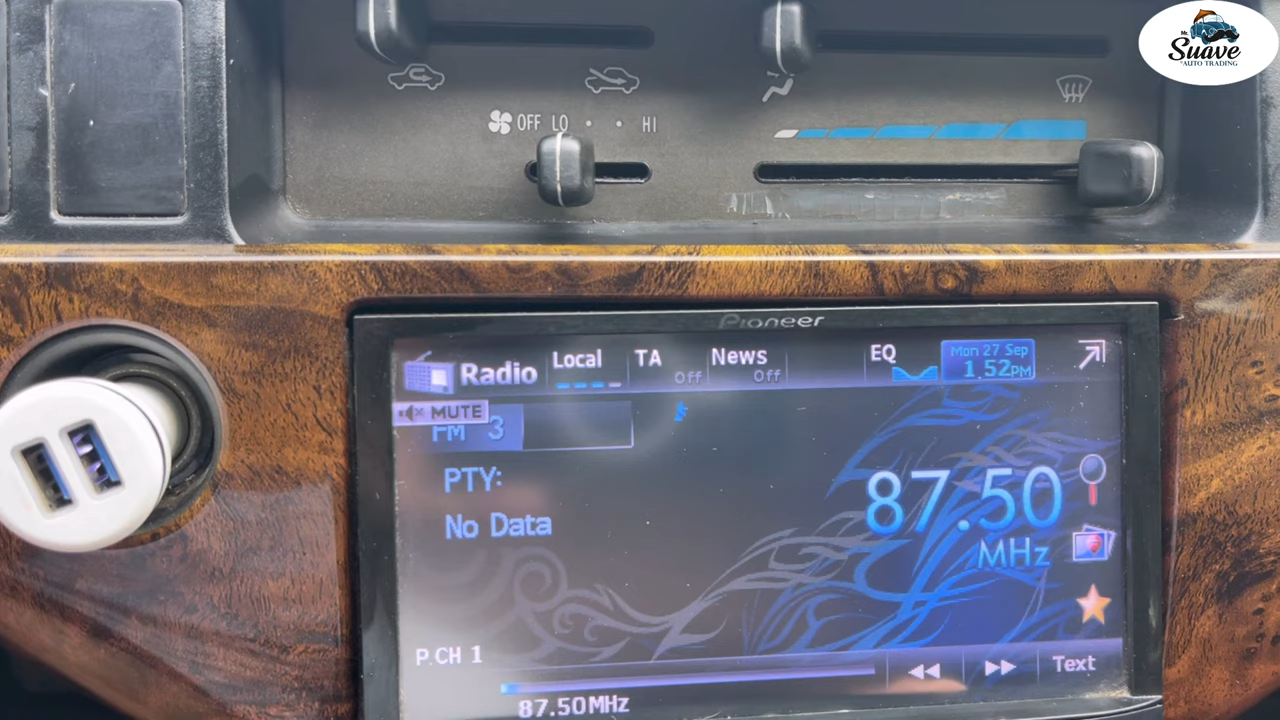 Mr.
Suave
AUTO TRADING
OFF LO HI
Pioneer
Radio
Local
TA
Off
News
Off
EQ
Mon 27 Sep
1.52PM
MUTE
FM 3
PTY:
No Data
87.50
MHz
P.CH 1
87.50MHz
Text